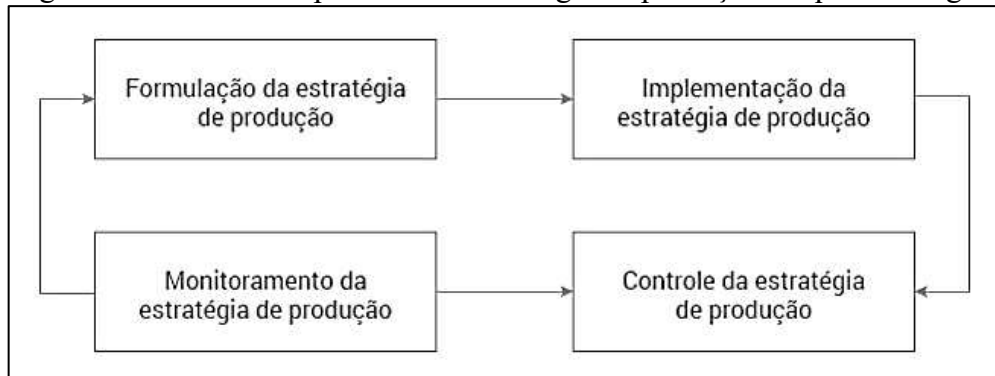 Formulação da estratégia
de produção
Implementação da
estratégia de produção
Monitoramento da
estratégia de produção
Controle da estratégia
de produção